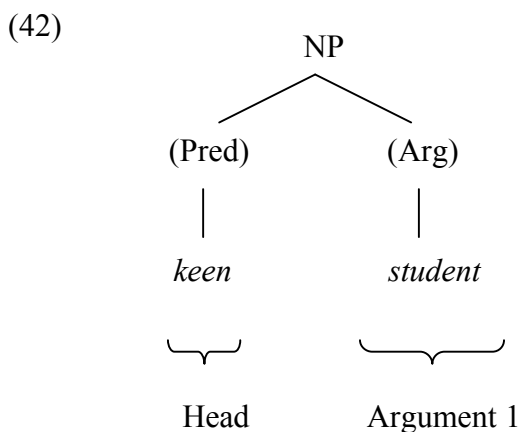 (42)
NP
(Pred) (Arg)
keen student
Head Argument 1